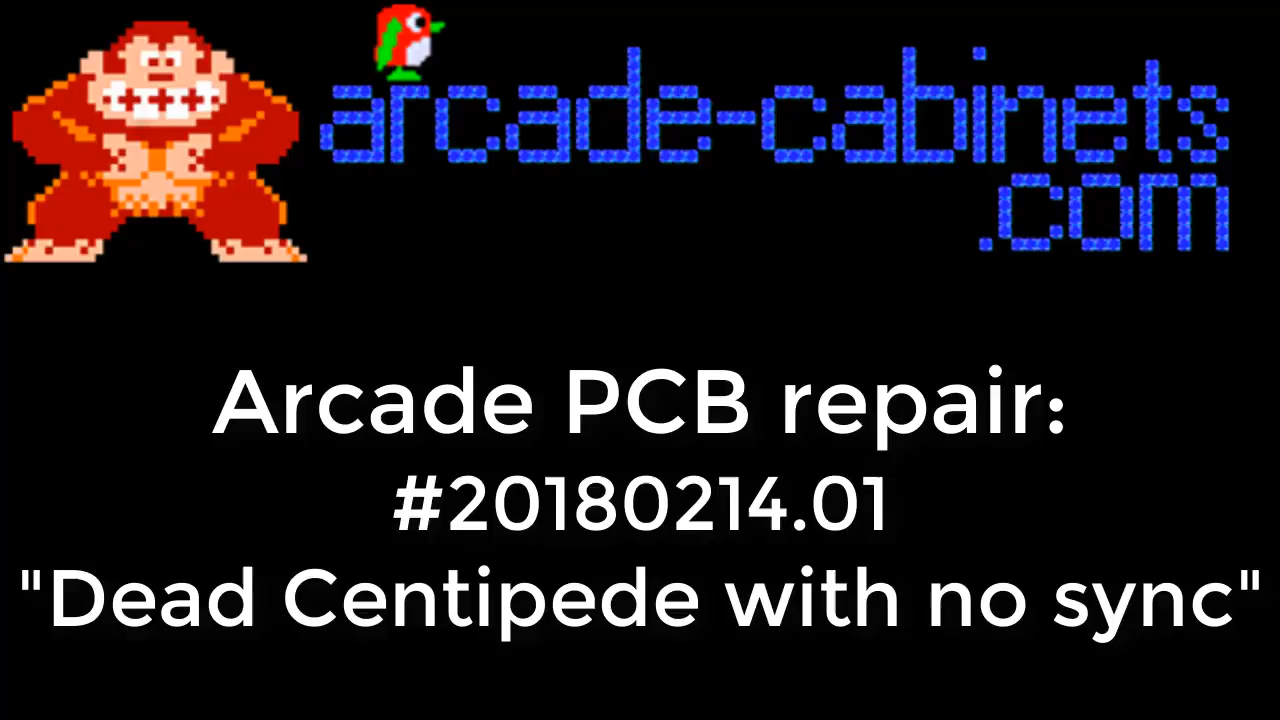 arcade-cabinets
.com
Arcade PCB repair:
#20180214.01
"Dead Centipede with no sync"